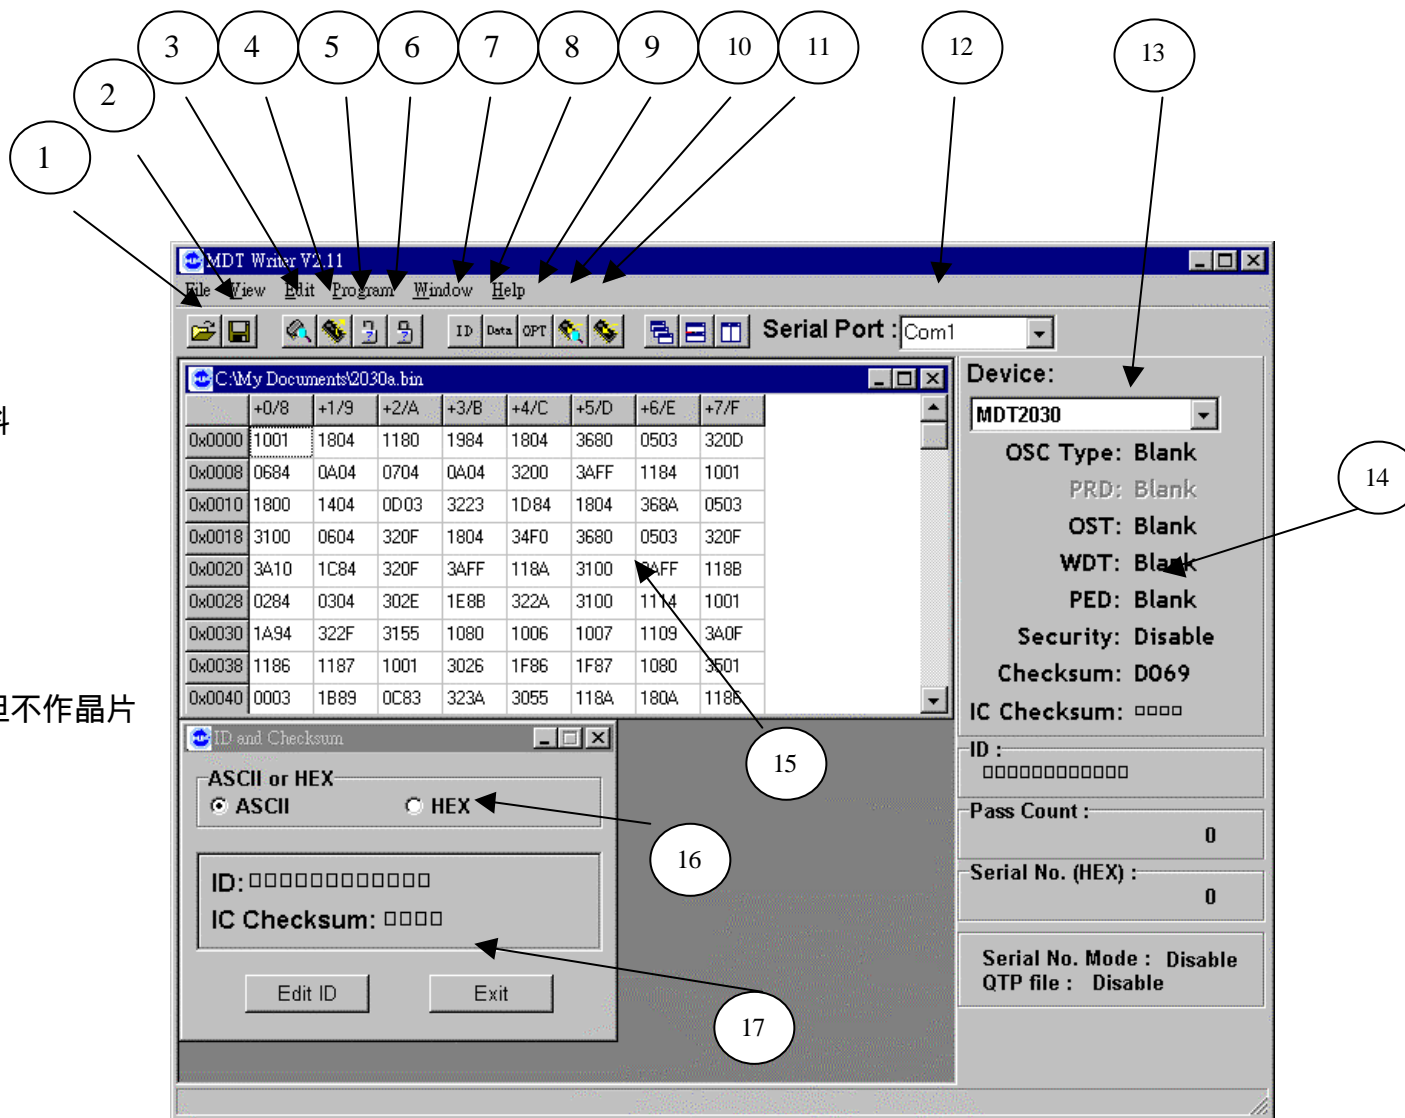 1 2 3 4 5 6 7 8 9 10 11 12 13
MDT Writer V2.11
File View Edit Program Window Help
ID Data OPT Serial Port : Com1
C:\My Documents\2030a.bin
+0/8 +1/9 +2/A +3/B +4/C +5/D +6/E +7/F
0x0000 1001 1804 1180 1984 1804 3680 0503 320D
0x0008 0684 0A04 0704 0A04 3200 3AFF 1184 1001
0x0010 1800 1404 0D03 3223 1D84 1804 368A 0503
0x0018 3100 0604 320F 1804 34F0 3680 0503 320F
0x0020 3A10 1C84 320F 3AFF 118A 3100 3AFF 118B
0x0028 0284 0304 302E 1E8B 322A 3100 1114 1001
0x0030 1A94 322F 3155 1080 1006 1007 1109 3A0F
0x0038 1186 1187 1001 3026 1F86 1F87 1080 3501
0x0040 0003 1B89 0C83 323A 3055 118A 180A 1186
料
但不作晶片
Device:
MDT2030
OSC Type: Blank
PRD: Blank
OST: Blank
WDT: Blank
PED: Blank
Security: Disable
Checksum: D069
IC Checksum: □□□□
14
15
ID and Checksum
ASCII or HEX
ASCII HEX
16
ID: □□□□□□□□□□□□
IC Checksum: □□□□
Edit ID Exit
17
ID :
□□□□□□□□□□□□
Pass Count :
0
Serial No. (HEX) :
0
Serial No. Mode : Disable
QTP file : Disable